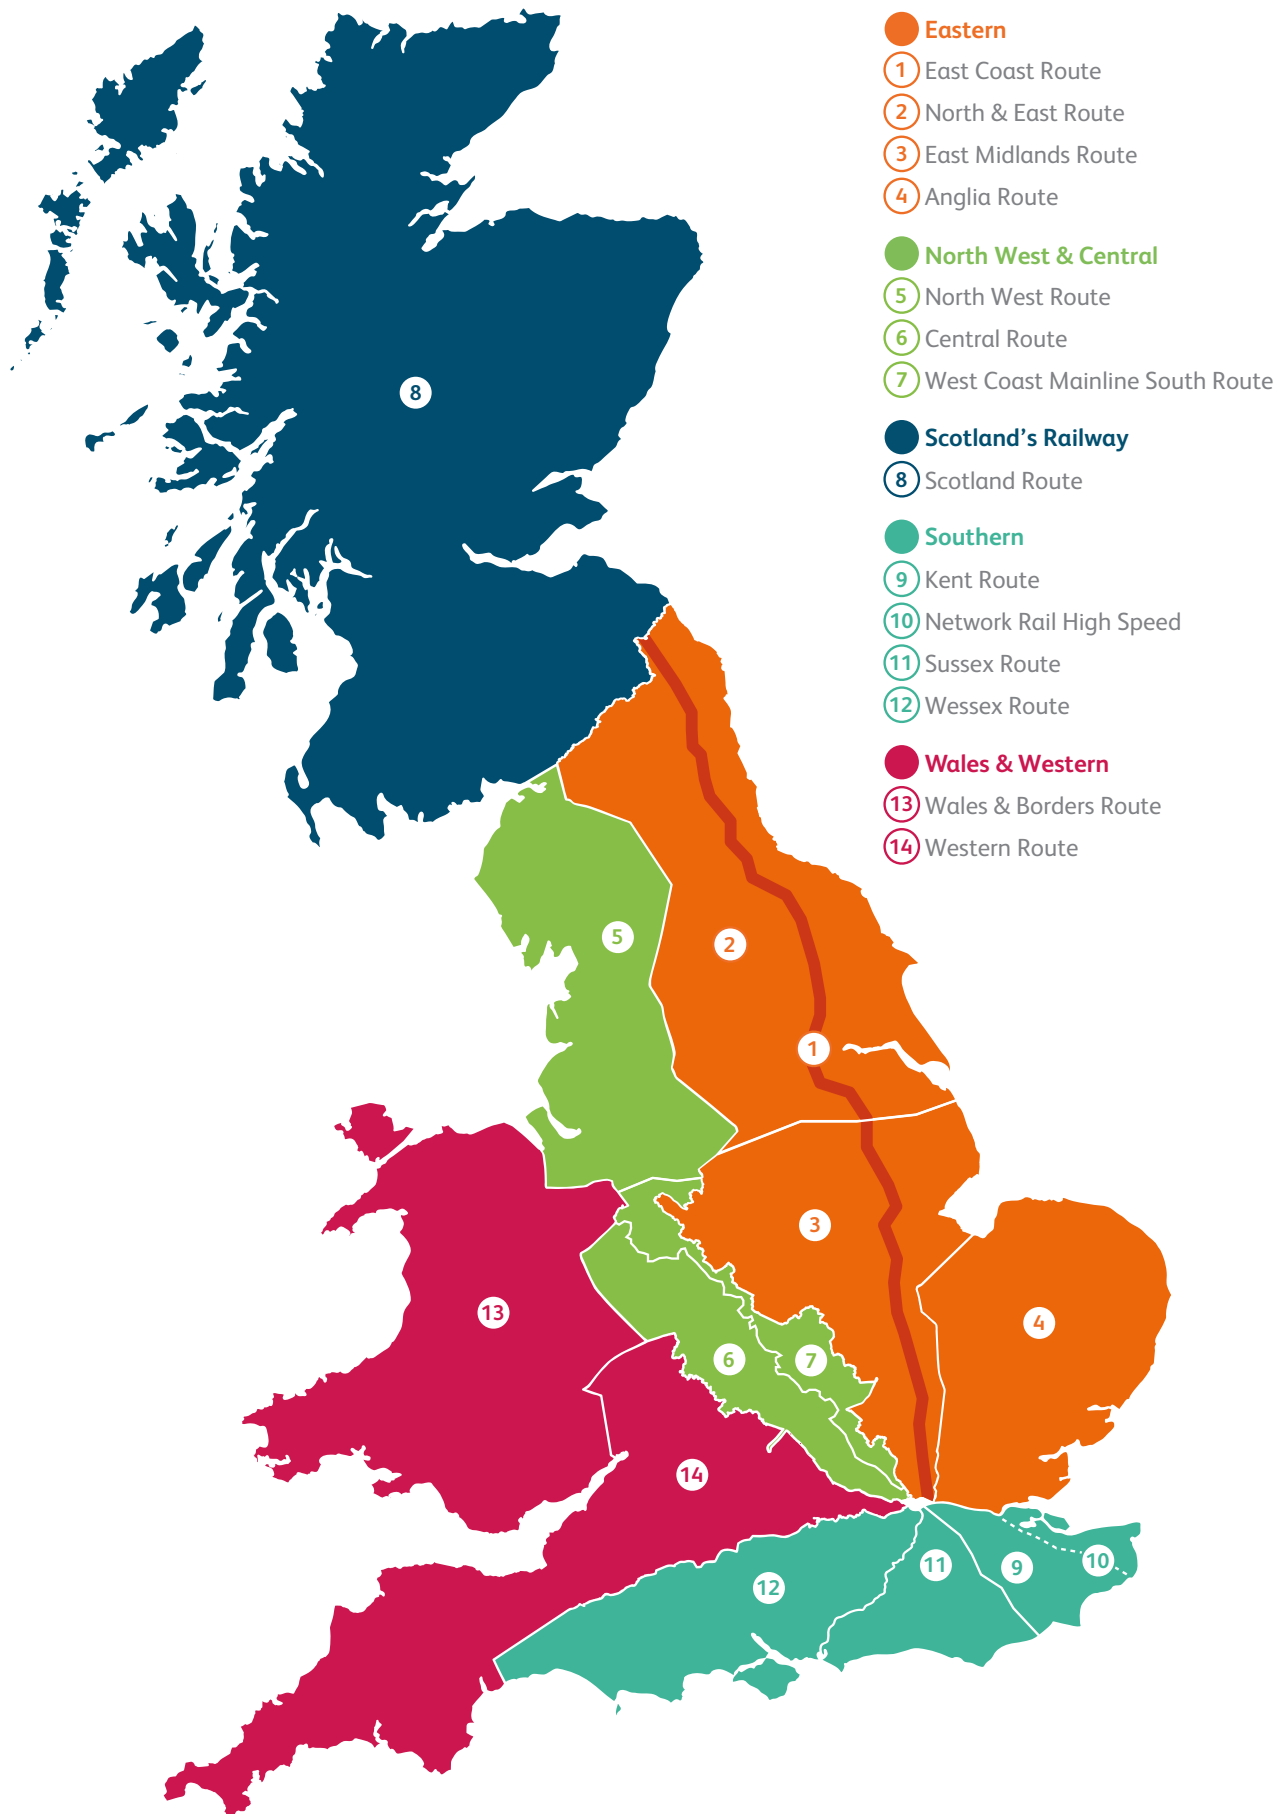 Eastern
1 East Coast Route
2 North & East Route
3 East Midlands Route
4 Anglia Route
North West & Central
5 North West Route
6 Central Route
7 West Coast Mainline South Route
Scotland’s Railway
8 Scotland Route
Southern
9 Kent Route
10 Network Rail High Speed
11 Sussex Route
12 Wessex Route
Wales & Western
13 Wales & Borders Route
14 Western Route
8
5
2
1
3
13
4
6
7
14
11
10
9
12